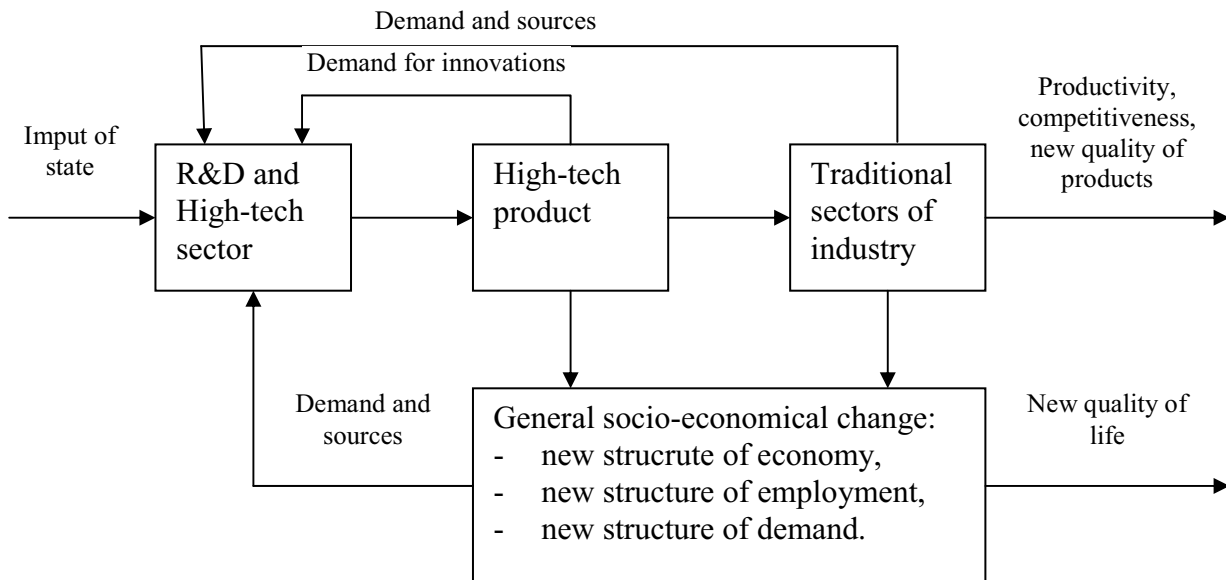 Demand and sources
Demand for innovations
Productivity,
competitiveness,
new quality of
products
Imput of
state
R&D and
High-tech
sector
High-tech
product
Traditional
sectors of
industry
Demand and
sources
General socio-economical change:
- new strucrute of economy,
- new structure of employment,
- new structure of demand.
New quality of
life